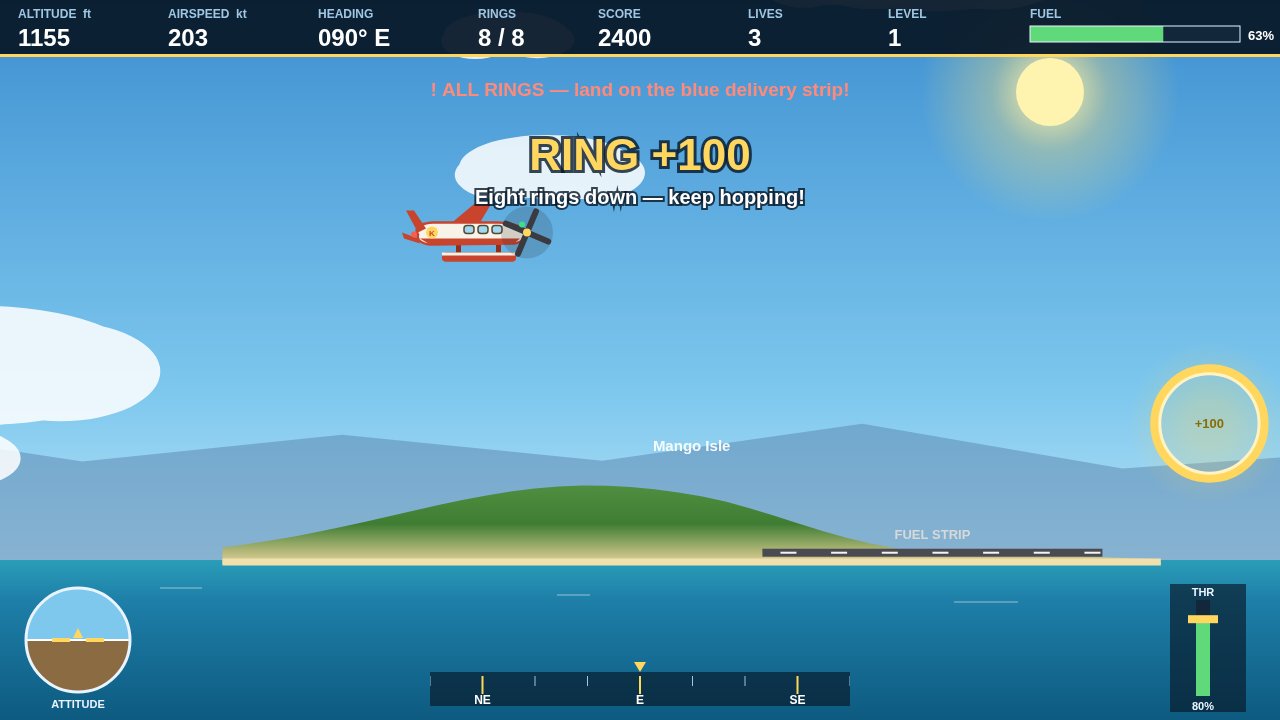 ALTITUDE ft
1155
AIRSPEED kt
203
HEADING
090° E
RINGS
8 / 8
SCORE
2400
LIVES
3
LEVEL
1
FUEL
63%
! ALL RINGS — land on the blue delivery strip!
RING +100
Eight rings down — keep hopping!
K
+100
Mango Isle
FUEL STRIP
ATTITUDE
NE
E
SE
THR
80%